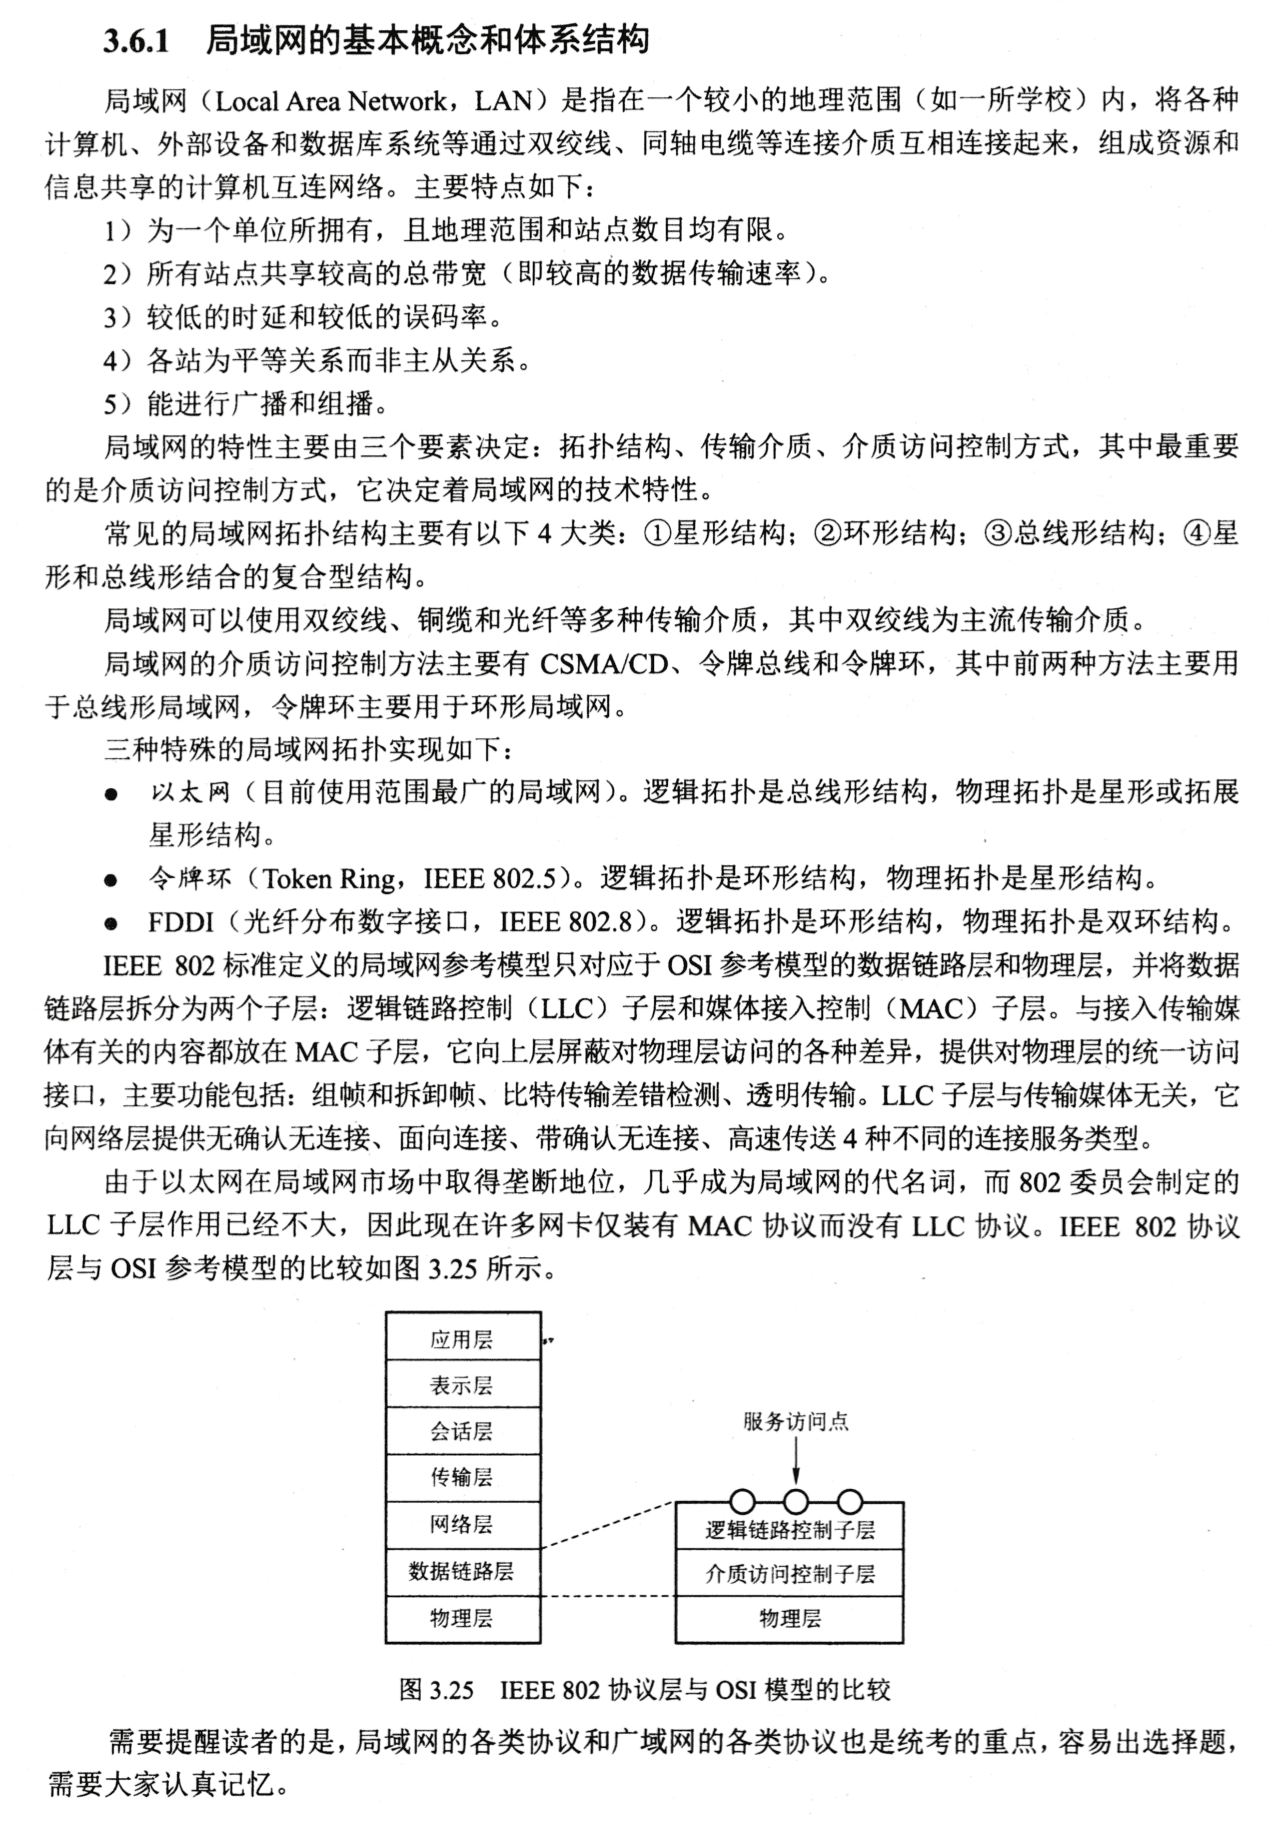 3.6.1 局域网的基本概念和体系结构
局域网（Local Area Network，LAN）是指在一个较小的地理范围（如一所学校）内，将各种
计算机、外部设备和数据库系统等通过双绞线、同轴电缆等连接介质互相连接起来，组成资源和
信息共享的计算机互连网络。主要特点如下：
1）为一个单位所拥有，且地理范围和站点数目均有限。
2）所有站点共享较高的总带宽（即较高的数据传输速率）。
3）较低的时延和较低的误码率。
4）各站为平等关系而非主从关系。
5）能进行广播和组播。
局域网的特性主要由三个要素决定：拓扑结构、传输介质、介质访问控制方式，其中最重要
的是介质访问控制方式，它决定着局域网的技术特性。
常见的局域网拓扑结构主要有以下 4 大类：①星形结构；②环形结构；③总线形结构；④星
形和总线形结合的复合型结构。
局域网可以使用双绞线、铜缆和光纤等多种传输介质，其中双绞线为主流传输介质。
局域网的介质访问控制方法主要有 CSMA/CD、令牌总线和令牌环，其中前两种方法主要用
于总线形局域网，令牌环主要用于环形局域网。
三种特殊的局域网拓扑实现如下：
● 以太网（目前使用范围最广的局域网）。逻辑拓扑是总线形结构，物理拓扑是星形或拓展
星形结构。
● 令牌环（Token Ring，IEEE 802.5）。逻辑拓扑是环形结构，物理拓扑是星形结构。
● FDDI（光纤分布数字接口，IEEE 802.8）。逻辑拓扑是环形结构，物理拓扑是双环结构。
IEEE 802 标准定义的局域网参考模型只对应于 OSI 参考模型的数据链路层和物理层，并将数据
链路层拆分为两个子层：逻辑链路控制（LLC）子层和媒体接入控制（MAC）子层。与接入传输媒
体有关的内容都放在 MAC 子层，它向上层屏蔽对物理层访问的各种差异，提供对物理层的统一访问
接口，主要功能包括：组帧和拆卸帧、比特传输差错检测、透明传输。LLC 子层与传输媒体无关，它
向网络层提供无确认无连接、面向连接、带确认无连接、高速传送 4 种不同的连接服务类型。
由于以太网在局域网市场中取得垄断地位，几乎成为局域网的代名词，而 802 委员会制定的
LLC 子层作用已经不大，因此现在许多网卡仅装有 MAC 协议而没有 LLC 协议。IEEE 802 协议
层与 OSI 参考模型的比较如图 3.25 所示。
应用层
表示层
会话层
传输层
网络层
数据链路层
物理层
服务访问点
逻辑链路控制子层
介质访问控制子层
物理层
图 3.25 IEEE 802 协议层与 OSI 模型的比较
需要提醒读者的是，局域网的各类协议和广域网的各类协议也是统考的重点，容易出选择题，
需要大家认真记忆。